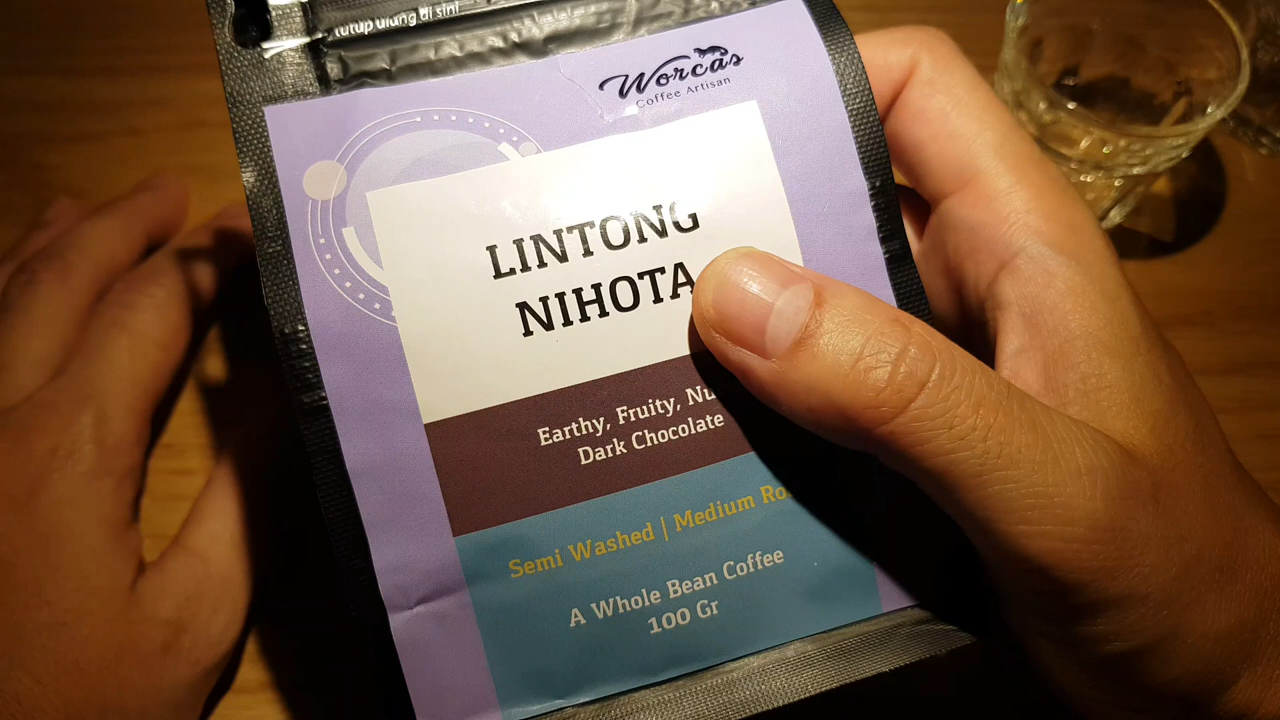 tutup ulang di sini
Worcas
Coffee Artisan
LINTONG
NIHOTA
Earthy, Fruity,
Dark Chocolate
Semi Washed | Medium
A Whole Bean Coffee
100 Gr